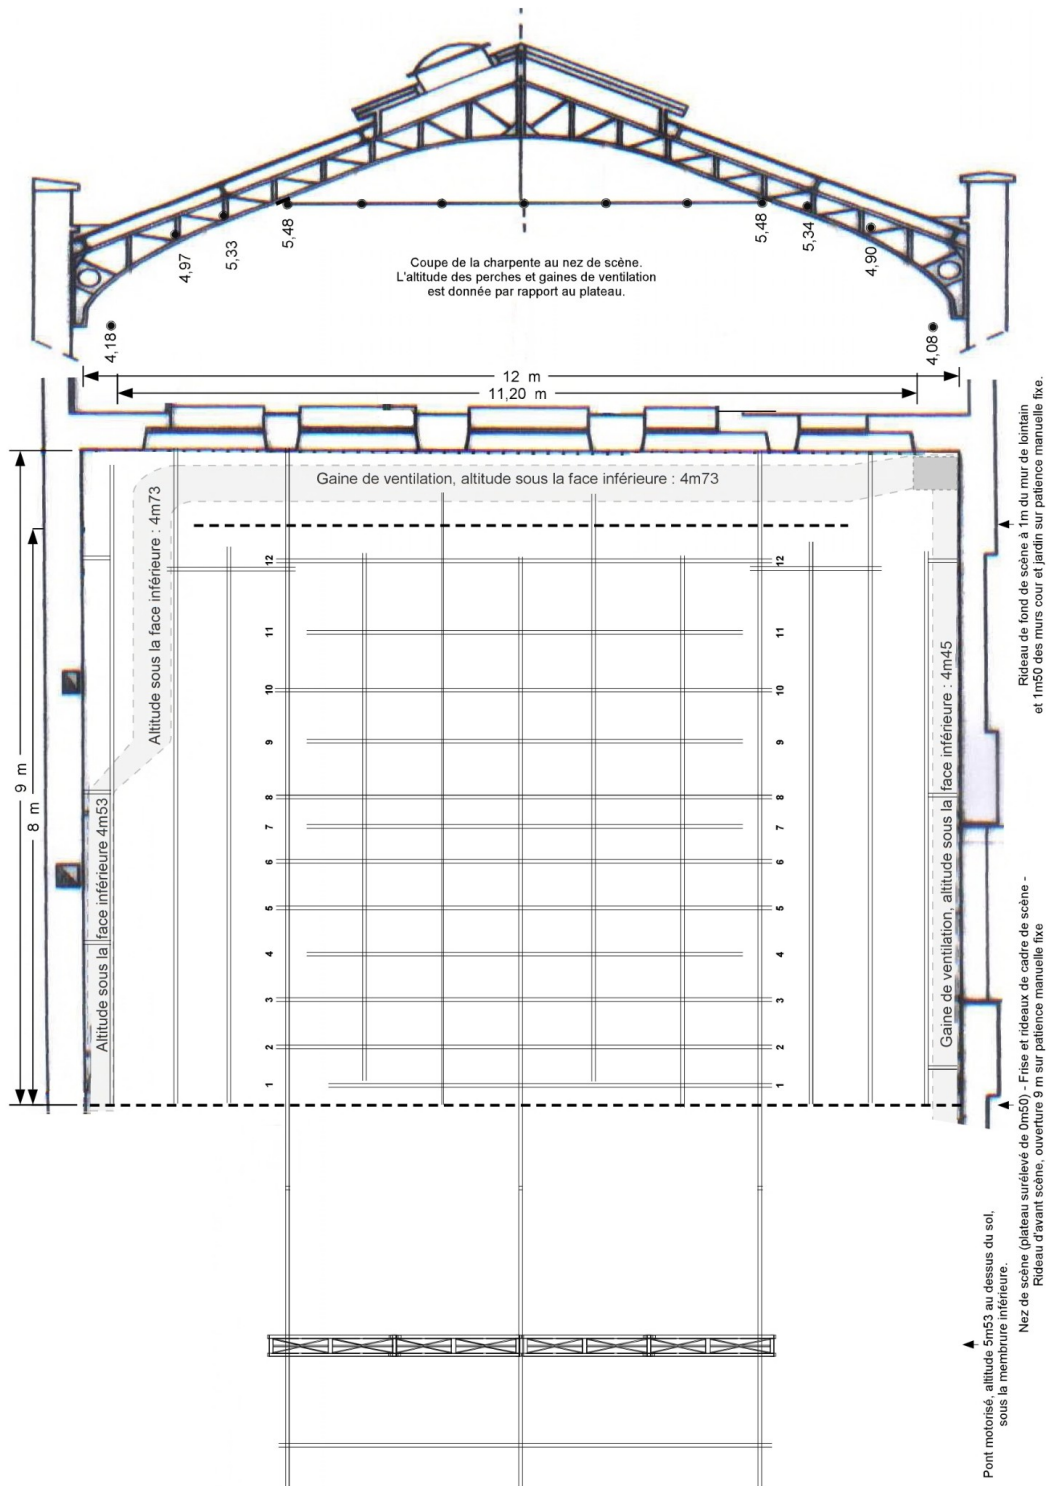 5,48
5,48
5,33
5,34
4,97
4,90
Coupe de la charpente au nez de scène.
L'altitude des perches et gaines de ventilation
est donnée par rapport au plateau.
4,18
4,08
12 m
11,20 m
Gaine de ventilation, altitude sous la face inférieure : 4m73
Altitude sous la face inférieure : 4m73
9 m
8 m
12
12
11
11
10
10
9
9
8
8
7
7
6
6
5
5
4
4
3
3
2
2
1
1
Altitude sous la face inférieure 4m53
Gaine de ventilation, altitude sous la face inférieure : 4m45
Rideau de fond de scène à 1m du mur de lointain
et 1m50 des murs cour et jardin sur patience manuelle fixe.
Nez de scène (plateau surélevé de 0m50) - Frise et rideaux de cadre de scène -
Rideau d'avant scène, ouverture 9 m sur patience manuelle fixe
Pont motorisé, altitude 5m53 au dessus du sol,
sous la membrure inférieure.